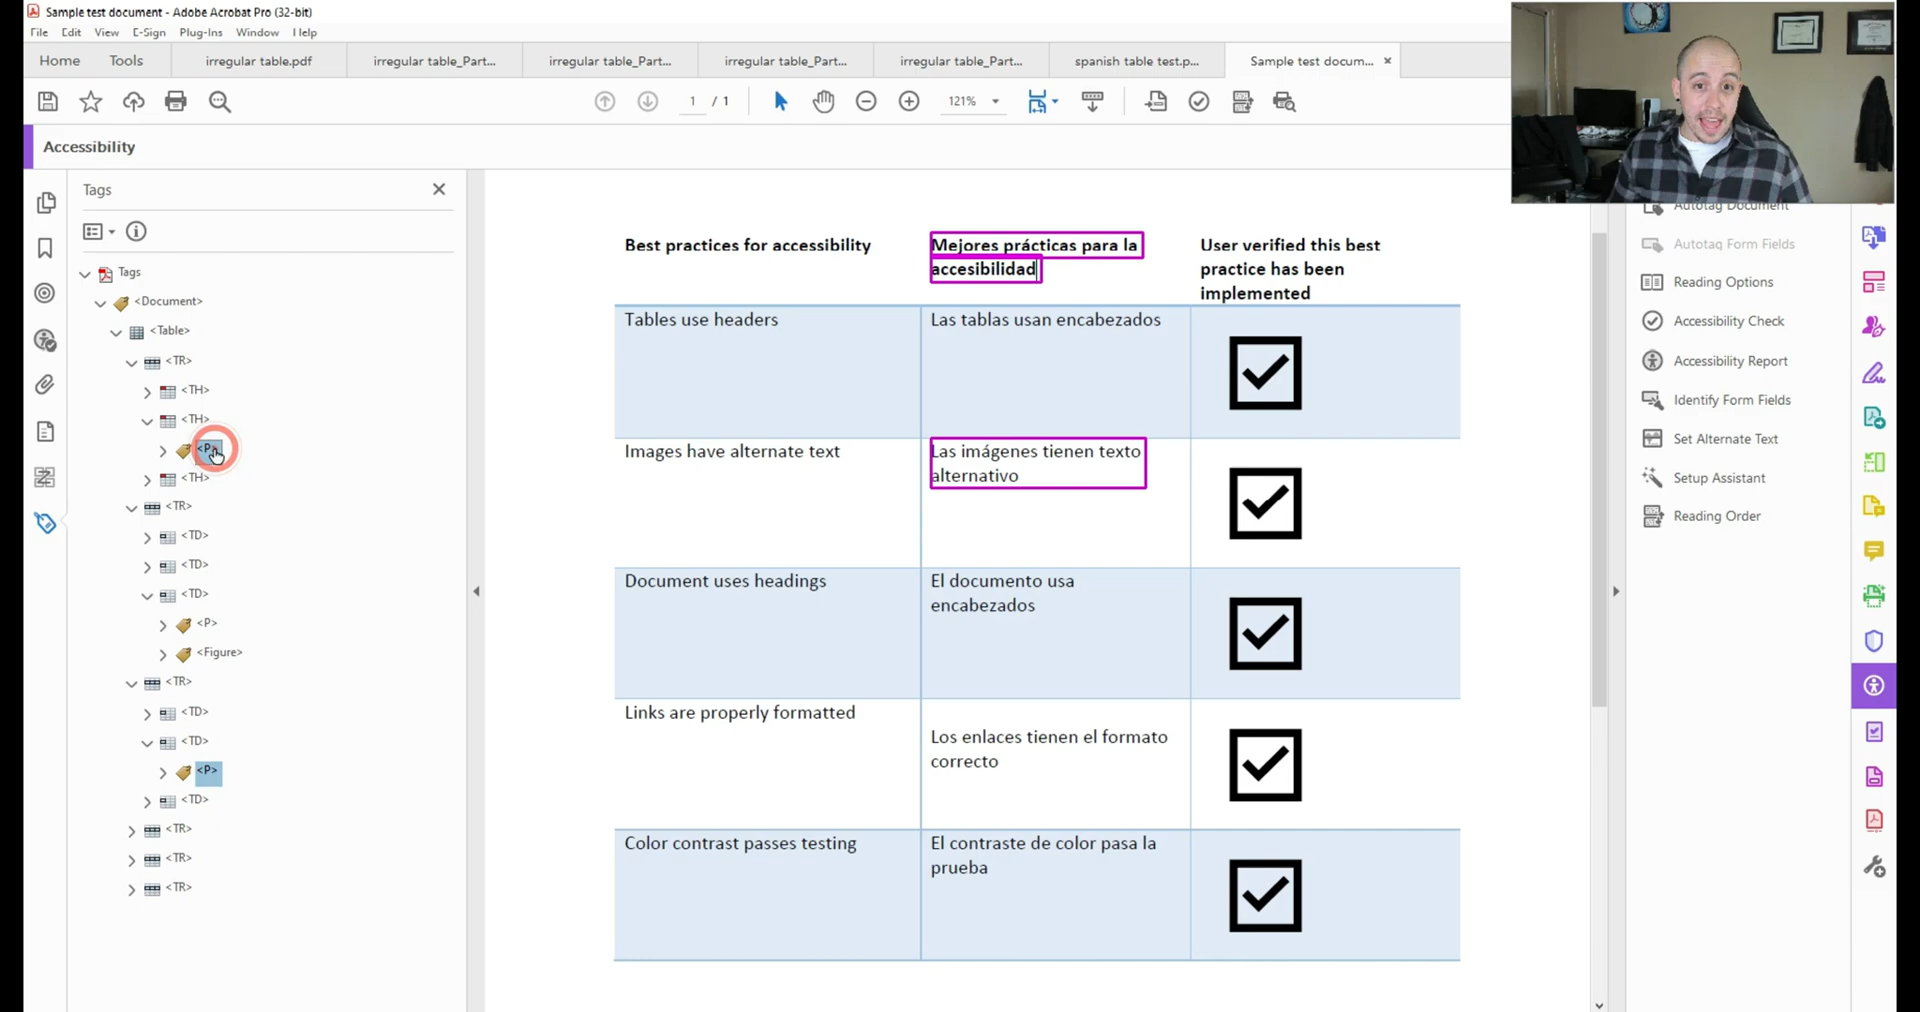 Sample test document - Adobe Acrobat Pro (32-bit)
File Edit View E-Sign Plug-Ins Window Help
Home Tools irregular table.pdf irregular table_Part... irregular table_Part... irregular table_Part... irregular table_Part... spanish table test.p... Sample test docum... ×
1 / 1 121%
Accessibility
Tags
Tags
<Document>
<Table>
<TR>
<TH>
<TH>
<P>
<TH>
<TR>
<TD>
<TD>
<TD>
<P>
<Figure>
<TR>
<TD>
<TD>
<P>
<TD>
<TR>
<TR>
<TR>
Best practices for accessibility
Mejores prácticas para la
accesibilidad
User verified this best
practice has been
implemented
Tables use headers
Las tablas usan encabezados
Images have alternate text
Las imágenes tienen texto
alternativo
Document uses headings
El documento usa
encabezados
Links are properly formatted
Los enlaces tienen el formato
correcto
Color contrast passes testing
El contraste de color pasa la
prueba
Autotag Document
Autotag Form Fields
Reading Options
Accessibility Check
Accessibility Report
Identify Form Fields
Set Alternate Text
Setup Assistant
Reading Order